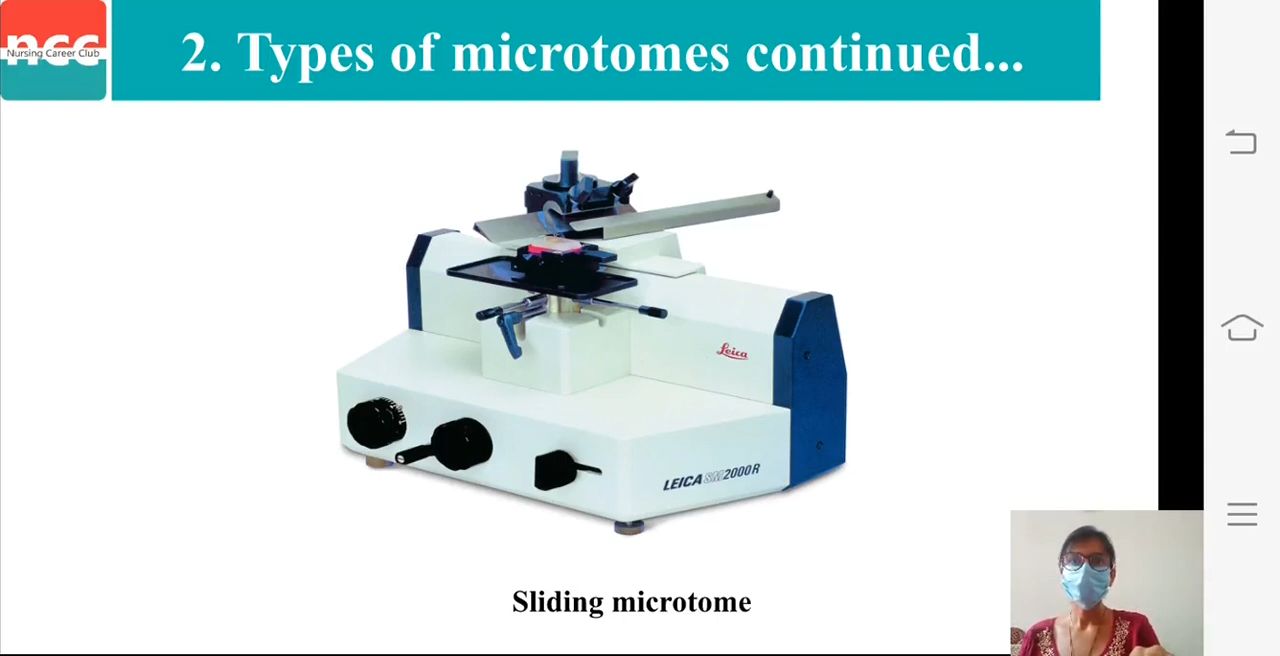 ncc
Nursing Career Club
2. Types of microtomes continued...
Leica
LEICA SM2000R
Sliding microtome